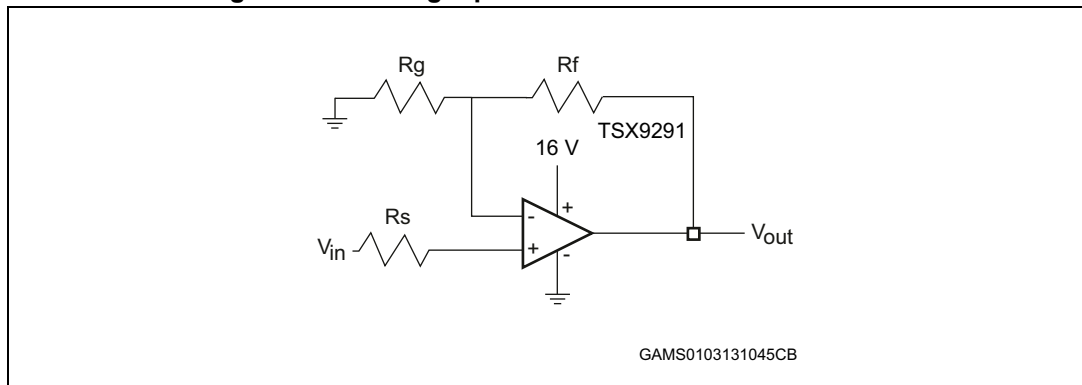 Rg
Rf
TSX9291
16 V
+
Rs
-
Vin
+
-
Vout
GAMS0103131045CB